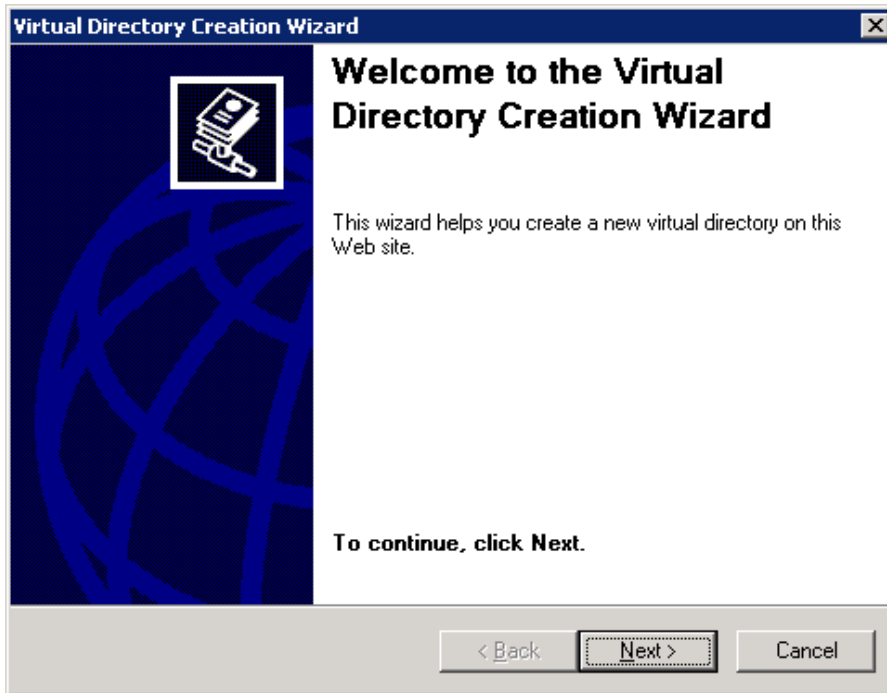 Virtual Directory Creation Wizard
Welcome to the Virtual
Directory Creation Wizard
This wizard helps you create a new virtual directory on this
Web site.
To continue, click Next.
< Back
Next >
Cancel